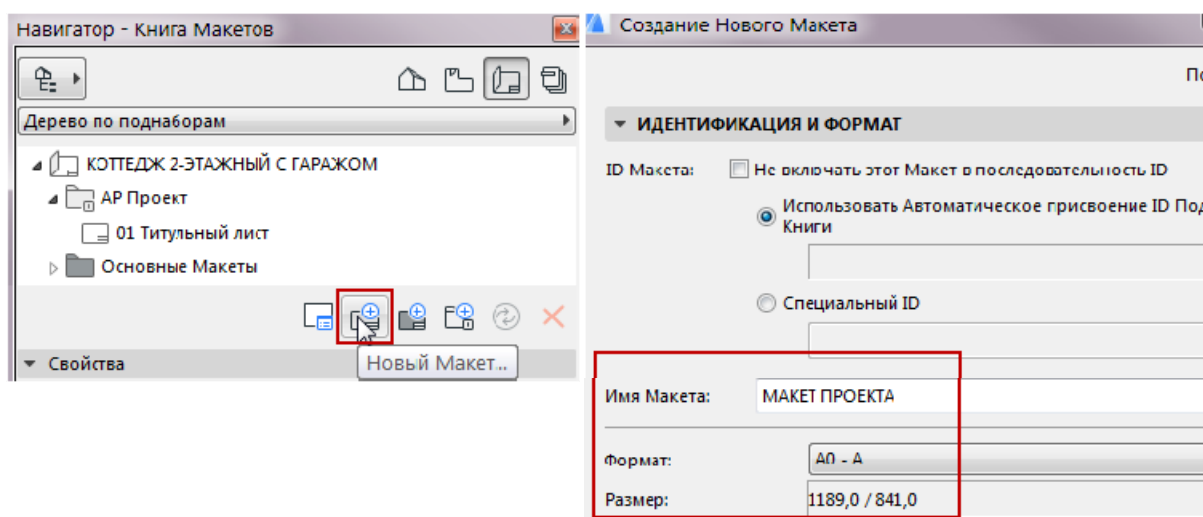 Навигатор - Книга Макетов
Дерево по поднаборам
КОТТЕДЖ 2-ЭТАЖНЫЙ С ГАРАЖОМ
АР Проект
01 Титульный лист
Основные Макеты
Новый Макет...
Свойства
Создание Нового Макета
ИДЕНТИФИКАЦИЯ И ФОРМАТ
ID Макета:
Не включать этот Макет в последовательность ID
Использовать Автоматическое присвоение ID
Книги
Специальный ID
Имя Макета:
МАКЕТ ПРОЕКТА
Формат:
A0 - A
Размер:
1189,0 / 841,0